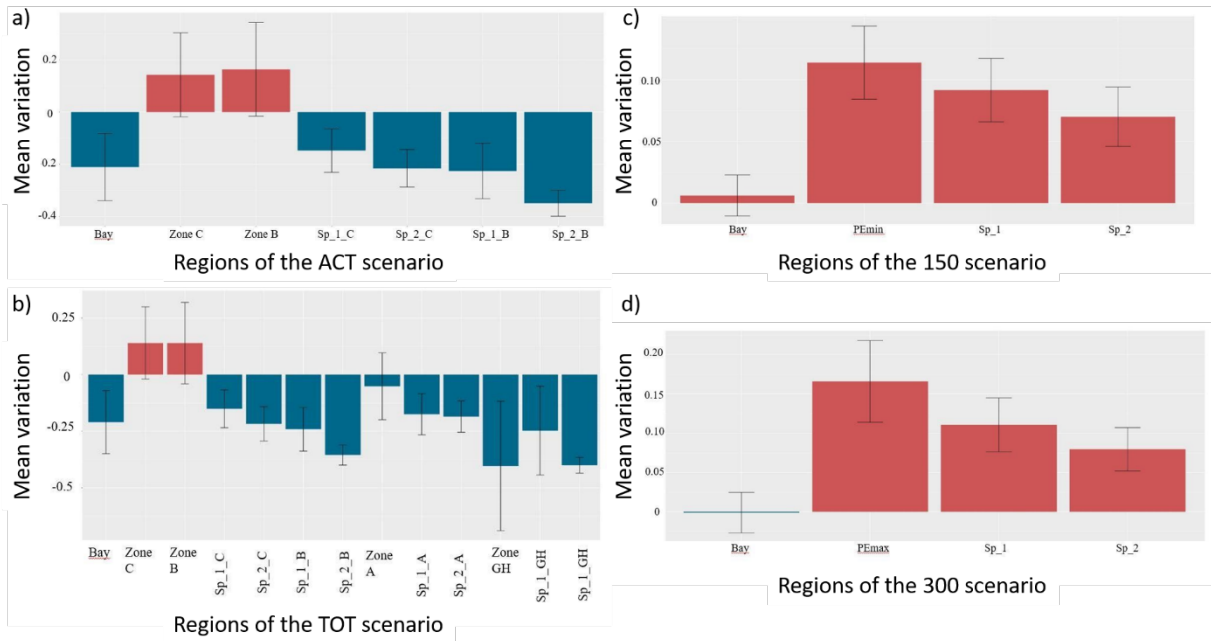 a)
Mean variation
0.2
0
0.2
-0.4
Bay Zone C Zone B Sp_1_C Sp_2_C Sp_1_B Sp_2_B
Regions of the ACT scenario
b)
Mean variation
0.25
0
-0.25
-0.5
Bay Zone C Zone B Sp_1_C Sp_2_C Sp_1_B Sp_2_B Zone A Sp_1_A Sp_2_A Zone GH Sp_1_GH Sp_1_GH
Regions of the TOT scenario
c)
Mean variation
0.10
0.05
0
Bay PEmin Sp_1 Sp_2
Regions of the 150 scenario
d)
Mean variation
0.20
0.15
0.10
0.05
0
Bay PEmax Sp_1 Sp_2
Regions of the 300 scenario